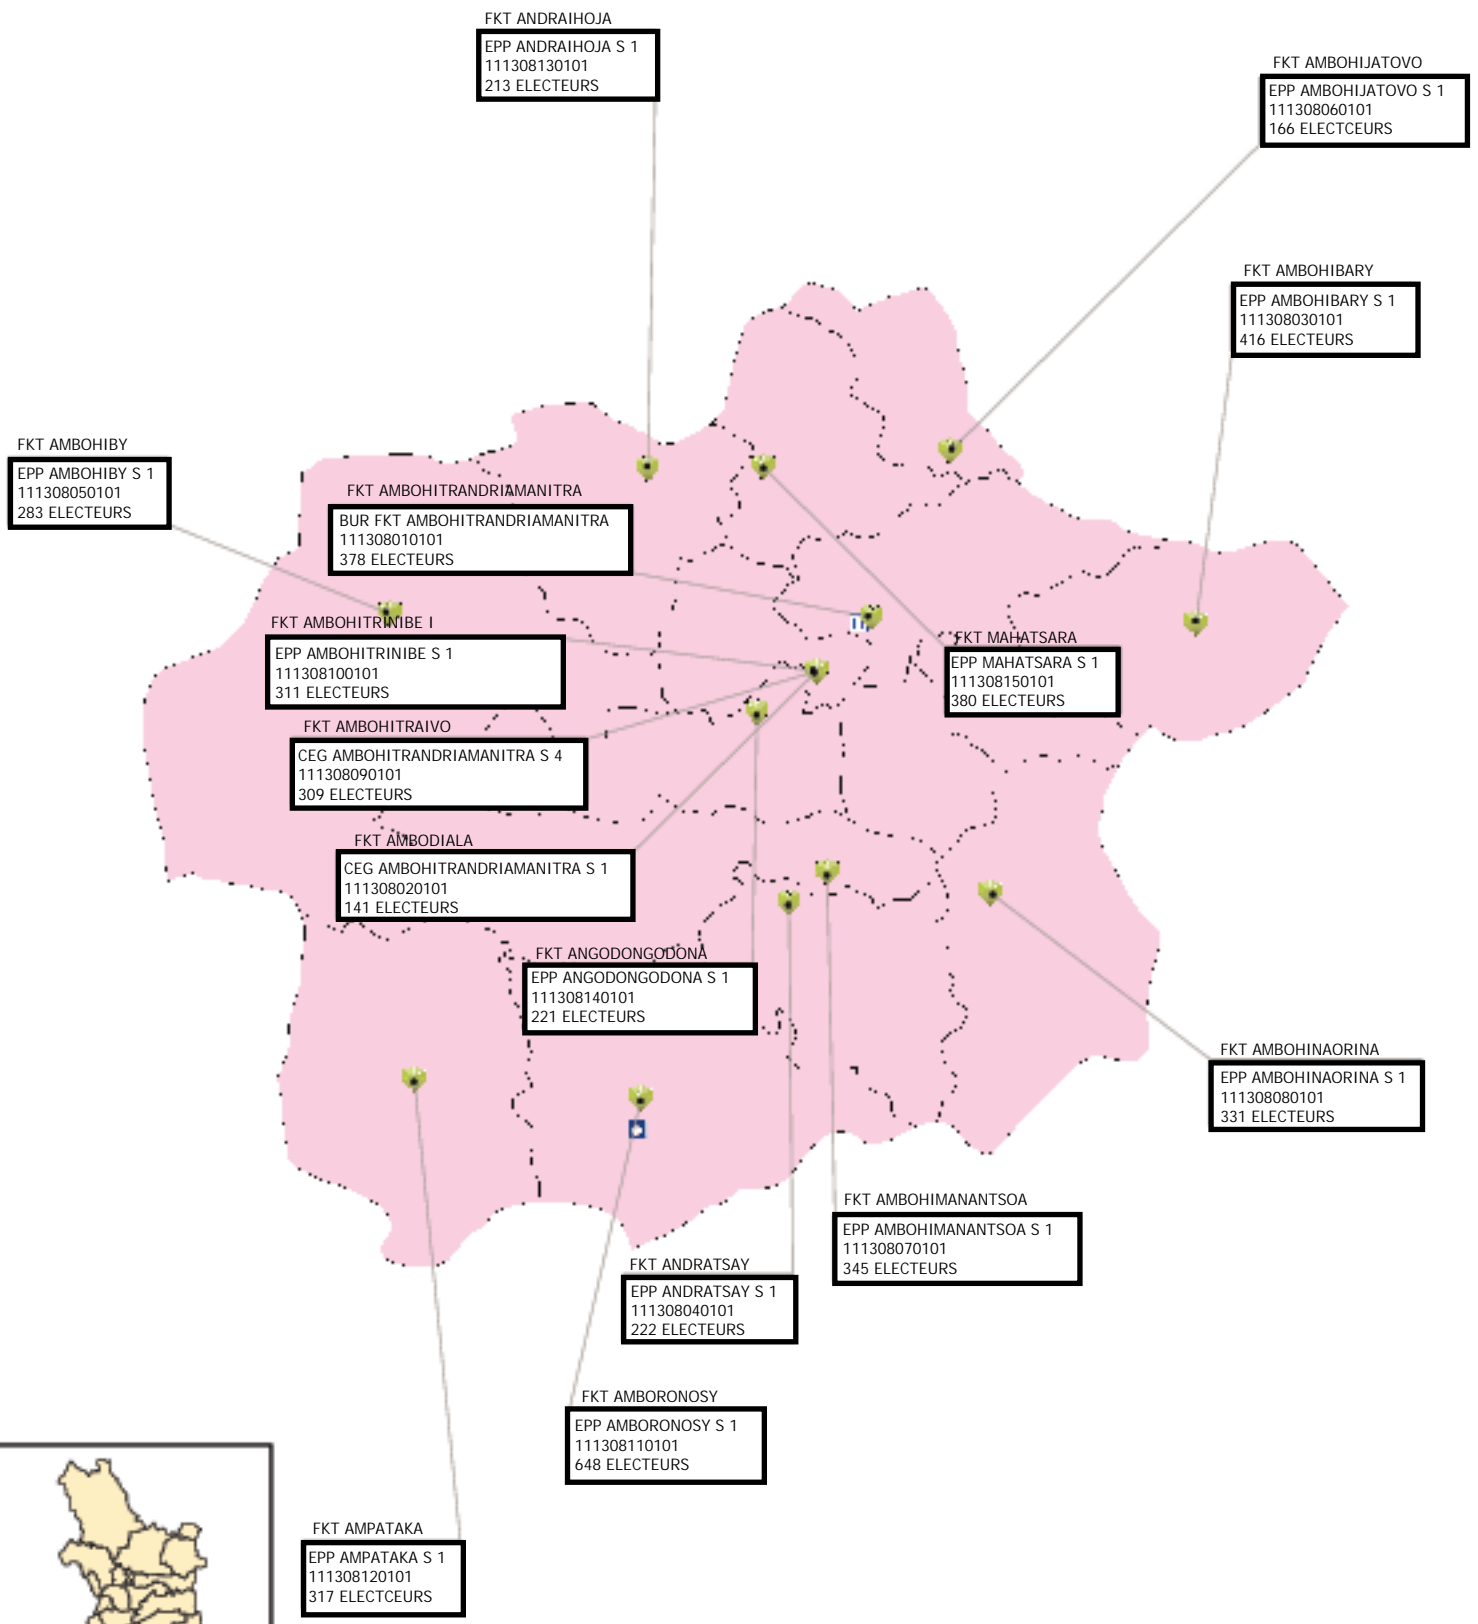 FKT ANDRAIHOJA
EPP ANDRAIHOJA S 1
111308130101
213 ELECTEURS
FKT AMBOHIJATOVO
EPP AMBOHIJATOVO S 1
111308060101
166 ELECTCEURS
FKT AMBOHIBARY
EPP AMBOHIBARY S 1
111308030101
416 ELECTEURS
FKT AMBOHIBY
EPP AMBOHIBY S 1
111308050101
283 ELECTEURS
FKT AMBOHITRANDRIAMANITRA
BUR FKT AMBOHITRANDRIAMANITRA
111308010101
378 ELECTEURS
FKT AMBOHITRINIBE I
EPP AMBOHITRINIBE S 1
111308100101
311 ELECTEURS
FKT MAHATSARA
EPP MAHATSARA S 1
111308150101
380 ELECTEURS
FKT AMBOHITRAIVO
CEG AMBOHITRANDRIAMANITRA S 4
111308090101
309 ELECTEURS
FKT AMBODIALA
CEG AMBOHITRANDRIAMANITRA S 1
111308020101
141 ELECTEURS
FKT ANGODONGODONA
EPP ANGODONGODONA S 1
111308140101
221 ELECTEURS
FKT AMBOHINAORINA
EPP AMBOHINAORINA S 1
111308080101
331 ELECTEURS
FKT AMBOHIMANANTSOA
EPP AMBOHIMANANTSOA S 1
111308070101
345 ELECTEURS
FKT ANDRATSAY
EPP ANDRATSAY S 1
111308040101
222 ELECTEURS
FKT AMBORONOSY
EPP AMBORONOSY S 1
111308110101
648 ELECTEURS
FKT AMPATAKA
EPP AMPATAKA S 1
111308120101
317 ELECTCEURS